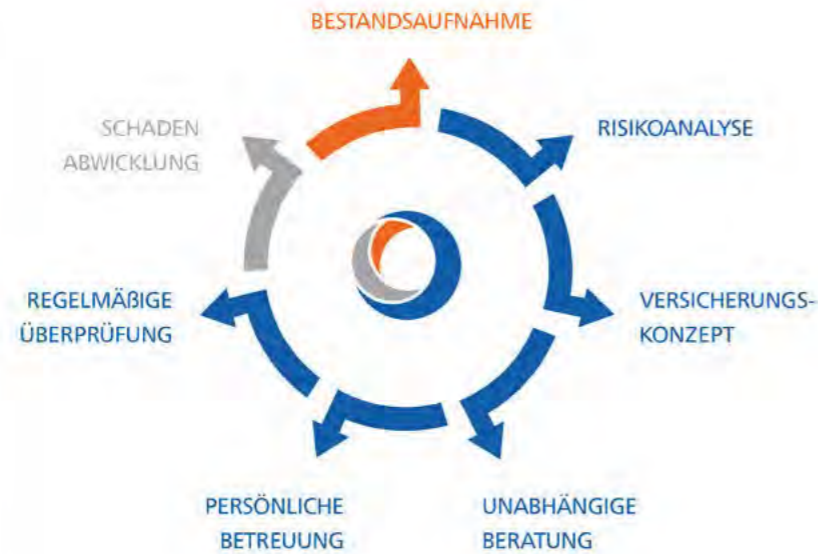 BESTANDSAUFNAHME
RISIKOANALYSE
VERSICHERUNGS-
KONZEPT
UNABHÄNGIGE
BERATUNG
PERSÖNLICHE
BETREUUNG
REGELMÄßIGE
ÜBERPRÜFUNG
SCHADEN
ABWICKLUNG